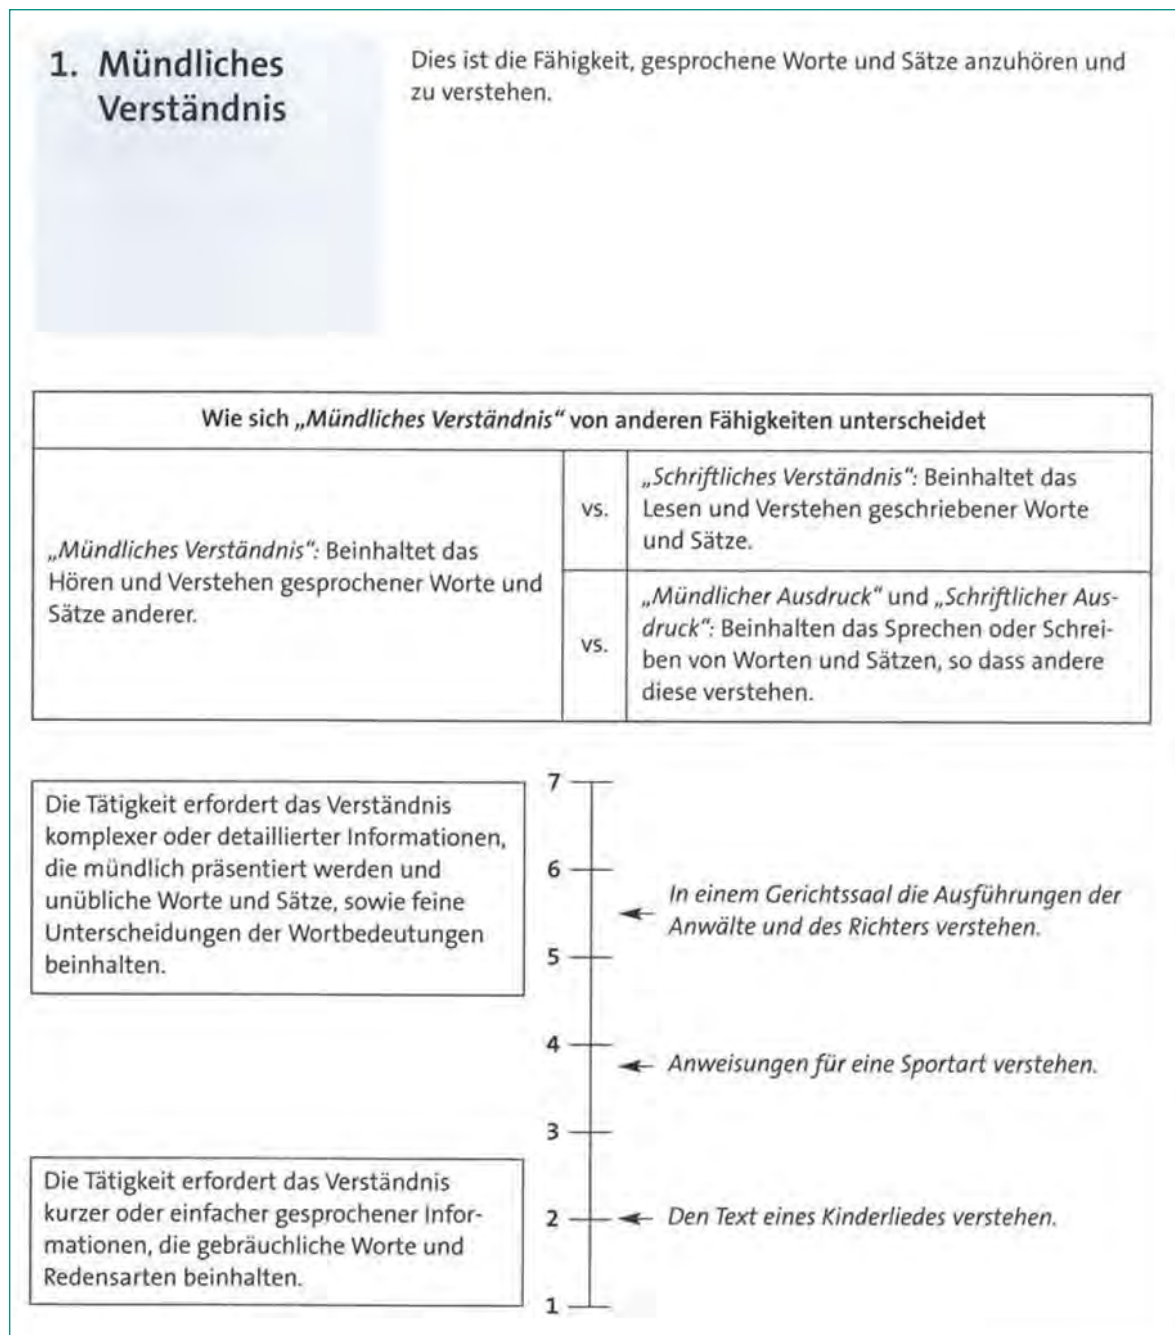 1. Mündliches
Verständnis
Dies ist die Fähigkeit, gesprochene Worte und Sätze anzuhören und
zu verstehen.
Wie sich „Mündliches Verständnis“ von anderen Fähigkeiten unterscheidet
„Mündliches Verständnis“: Beinhaltet das
Hören und Verstehen gesprochener Worte und
Sätze anderer.
vs.
„Schriftliches Verständnis“: Beinhaltet das
Lesen und Verstehen geschriebener Worte
und Sätze.
vs.
„Mündlicher Ausdruck“ und „Schriftlicher Aus-
druck“: Beinhalten das Sprechen oder Schrei-
ben von Worten und Sätzen, so dass andere
diese verstehen.
Die Tätigkeit erfordert das Verständnis
komplexer oder detaillierter Informationen,
die mündlich präsentiert werden und
unübliche Worte und Sätze, sowie feine
Unterscheidungen der Wortbedeutungen
beinhalten.
Die Tätigkeit erfordert das Verständnis
kurzer oder einfacher gesprochener Infor-
mationen, die gebräuchliche Worte und
Redensarten beinhalten.
7
6
In einem Gerichtssaal die Ausführungen der
Anwälte und des Richters verstehen.
5
4
Anweisungen für eine Sportart verstehen.
3
2
Den Text eines Kinderliedes verstehen.
1